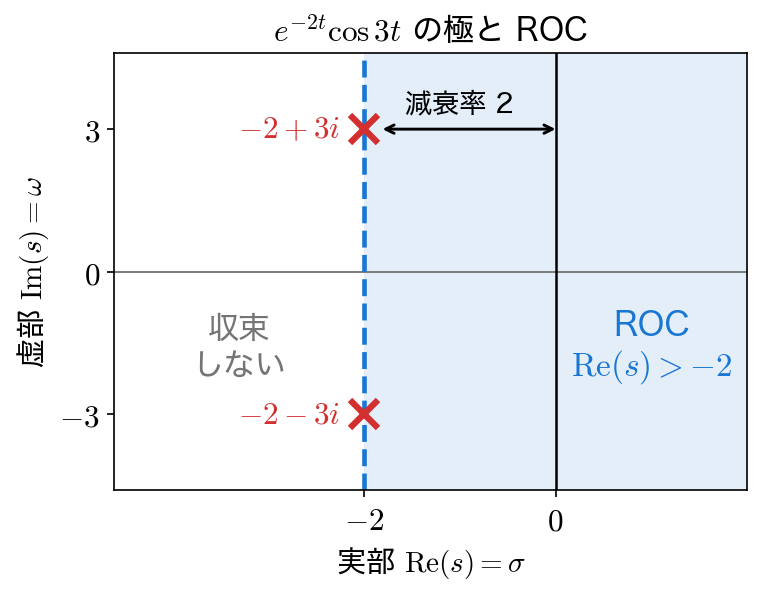 e^{-2t} cos 3t の極と ROC
減衰率 2
3
−2 + 3i
0
収束
しない
ROC
Re(s) > −2
−3
−2 − 3i
虚部 Im(s) = ω
−2
0
実部 Re(s) = σ